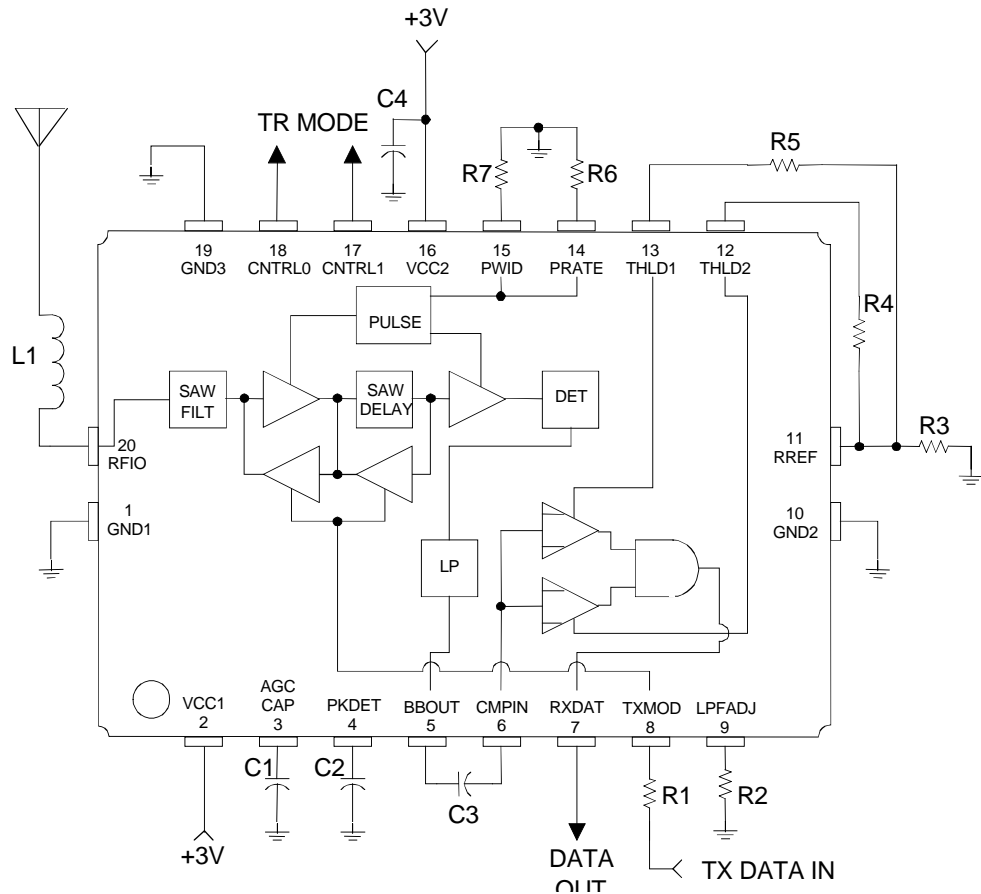 +3V
C4
TR MODE
R7
R6
R5
19
GND3
18
CNTRL0
17
CNTRL1
16
VCC2
15
PWID
14
PRATE
13
THLD1
12
THLD2
R4
PULSE
L1
SAW
FILT
SAW
DELAY
DET
20
RFIO
11
RREF
R3
1
GND1
10
GND2
LP
VCC1
2
AGC
CAP
3
PKDET
4
BBOUT
5
CMPIN
6
RXDAT
7
TXMOD
8
LPFADJ
9
C1
C2
C3
R1
R2
+3V
DATA
OUT
TX DATA IN